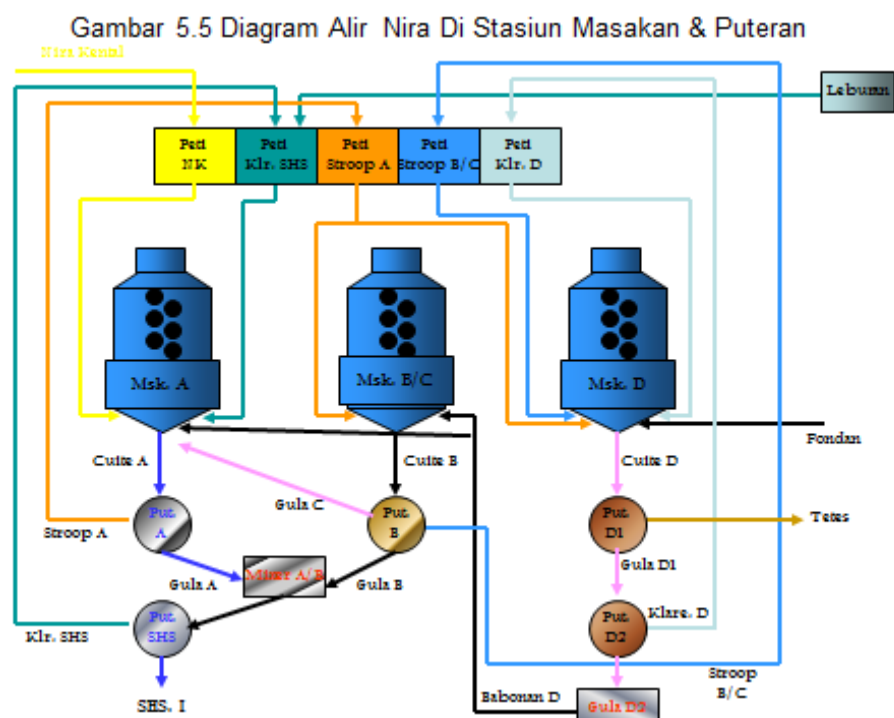 Gambar 5.5 Diagram Alir Nira Di Stasiun Masakan & Puteran
Nira Kental
Leburan
Peti
NK
Peti
Klr. SHS
Peti
Stroop A
Peti
Stroop B/C
Peti
Klr. D
Msk. A
Msk. B/C
Msk. D
Fondan
Cuite A
Cuite B
Cuite D
Gula C
Stroop A
Put.
A
Put.
B
Put.
D1
Tetes
Gula A
Mixer A/B
Gula B
Gula D1
Klr. SHS
Put.
SHS
Put.
D2
Klare. D
Stroop
B/C
SHS. I
Babonan D
Gula D2